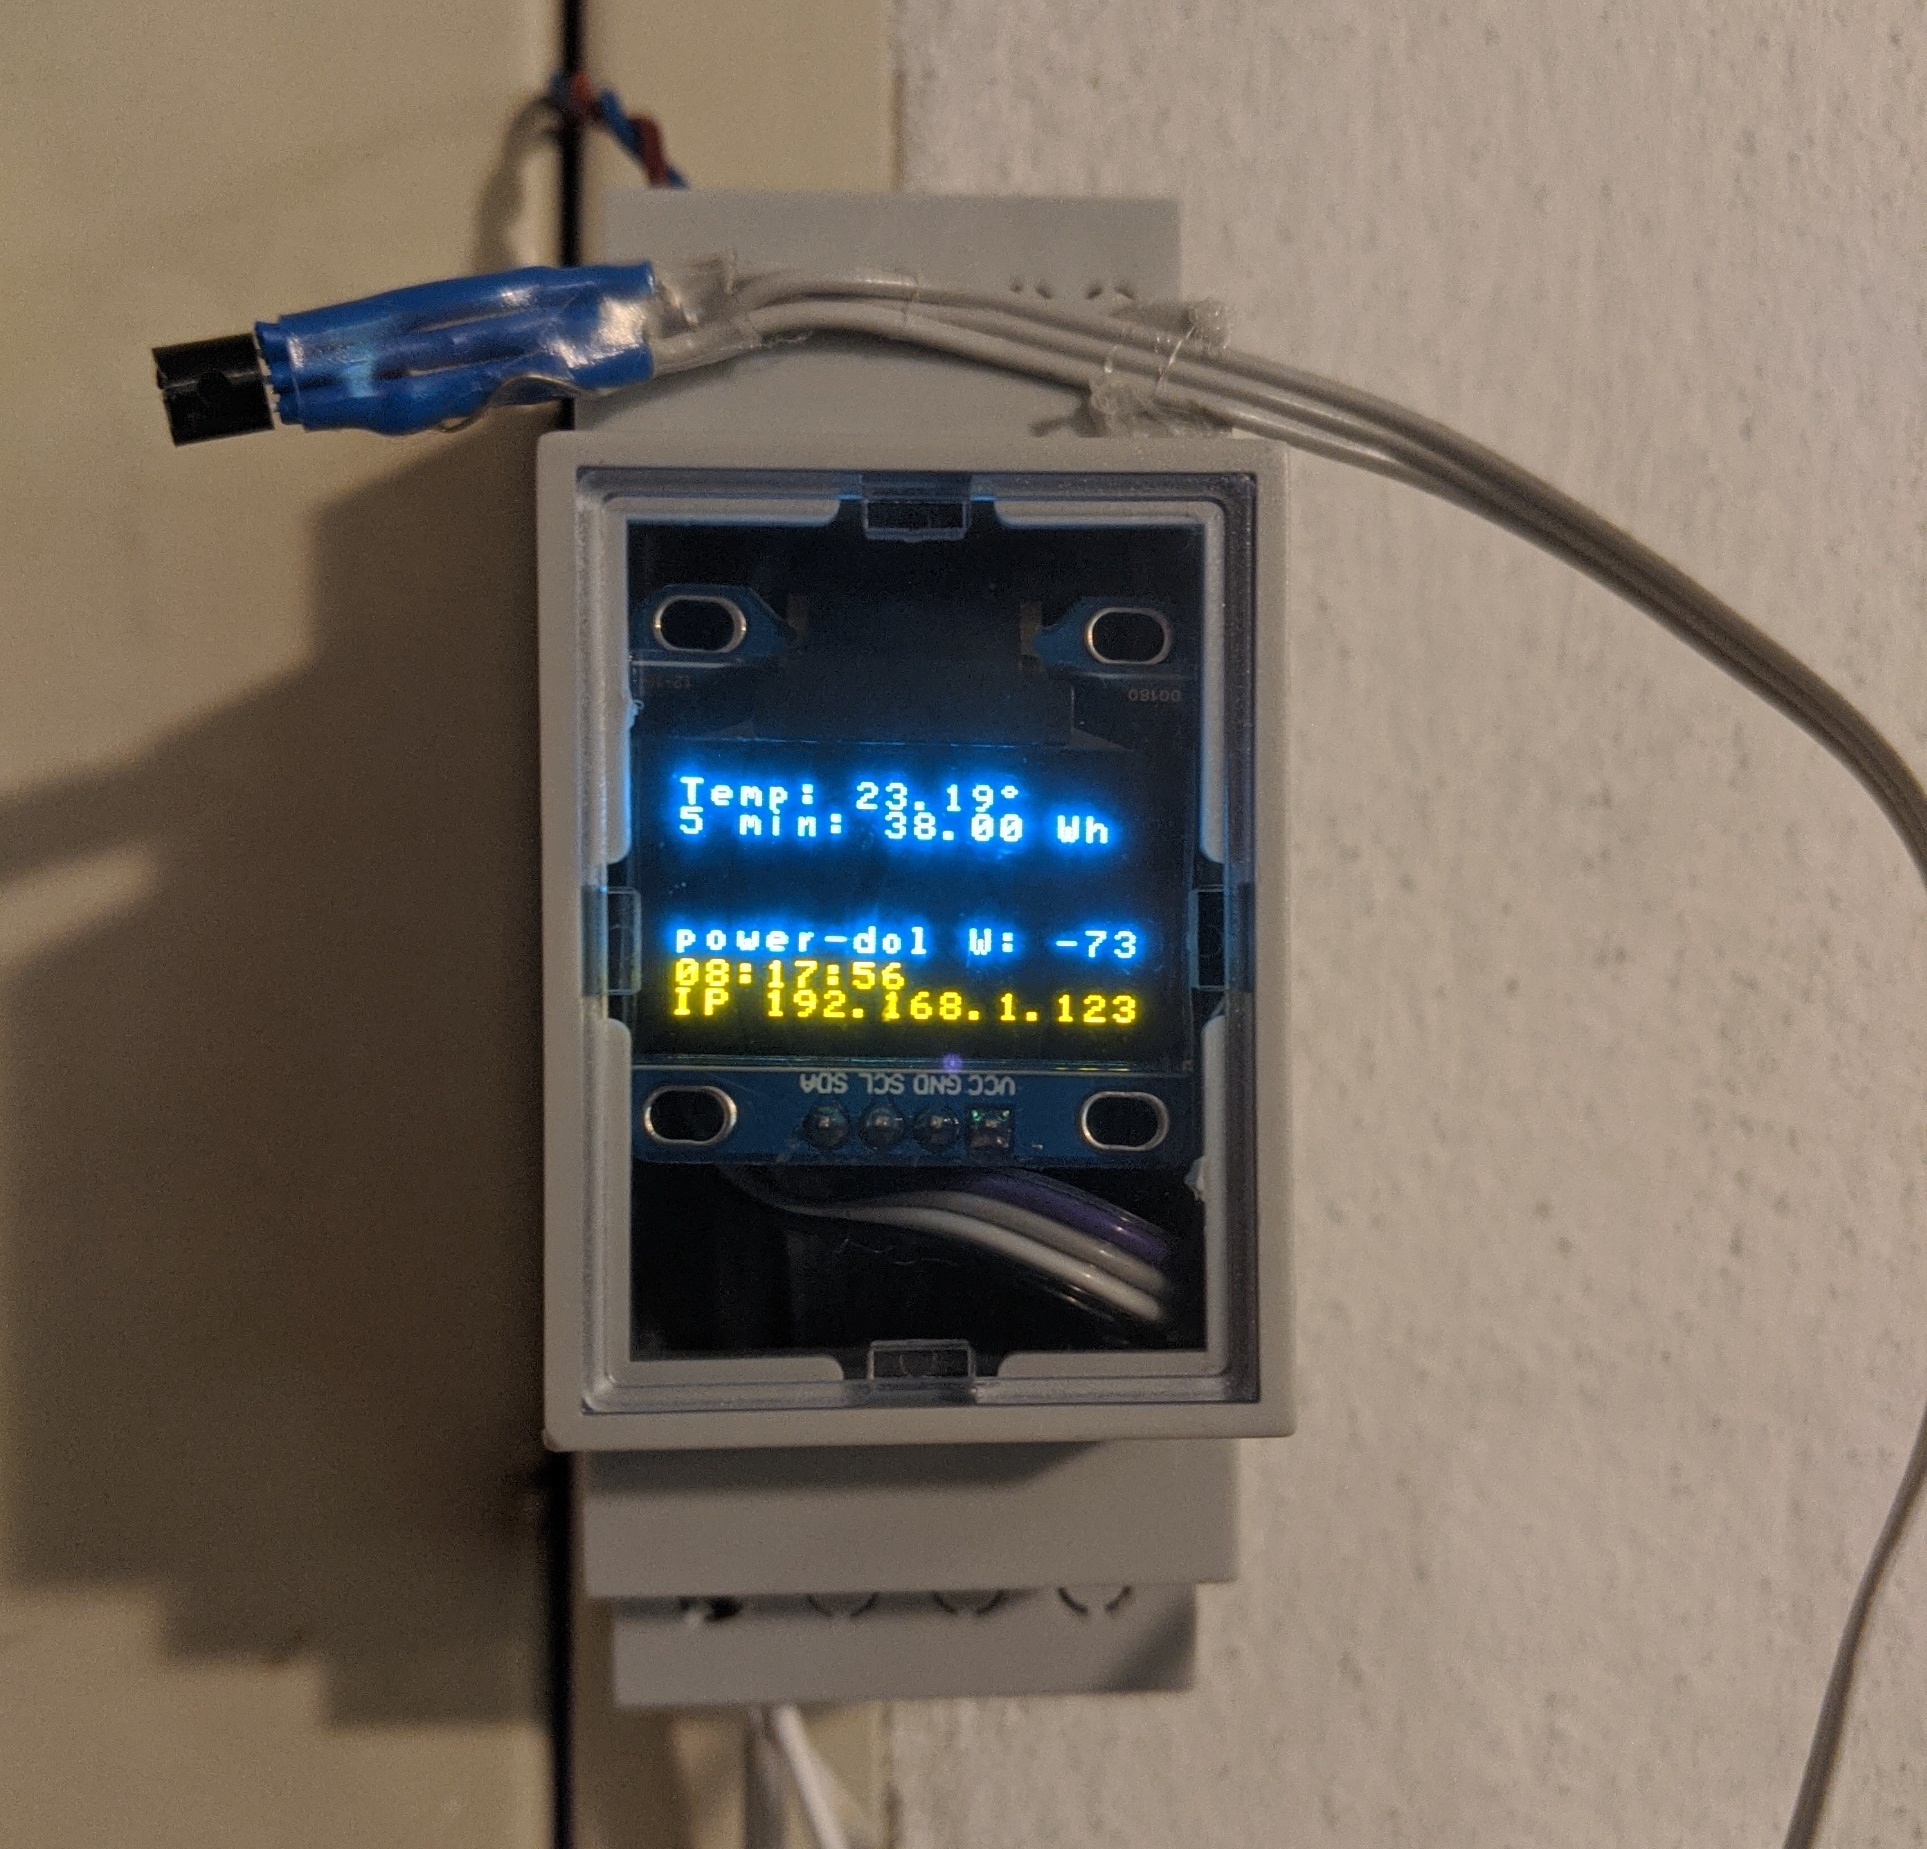 Temp: 23.19°
5 min: 38.00 Wh
power-dol W: -73
08:17:56
IP 192.168.1.123
VCC GND SCL SDA